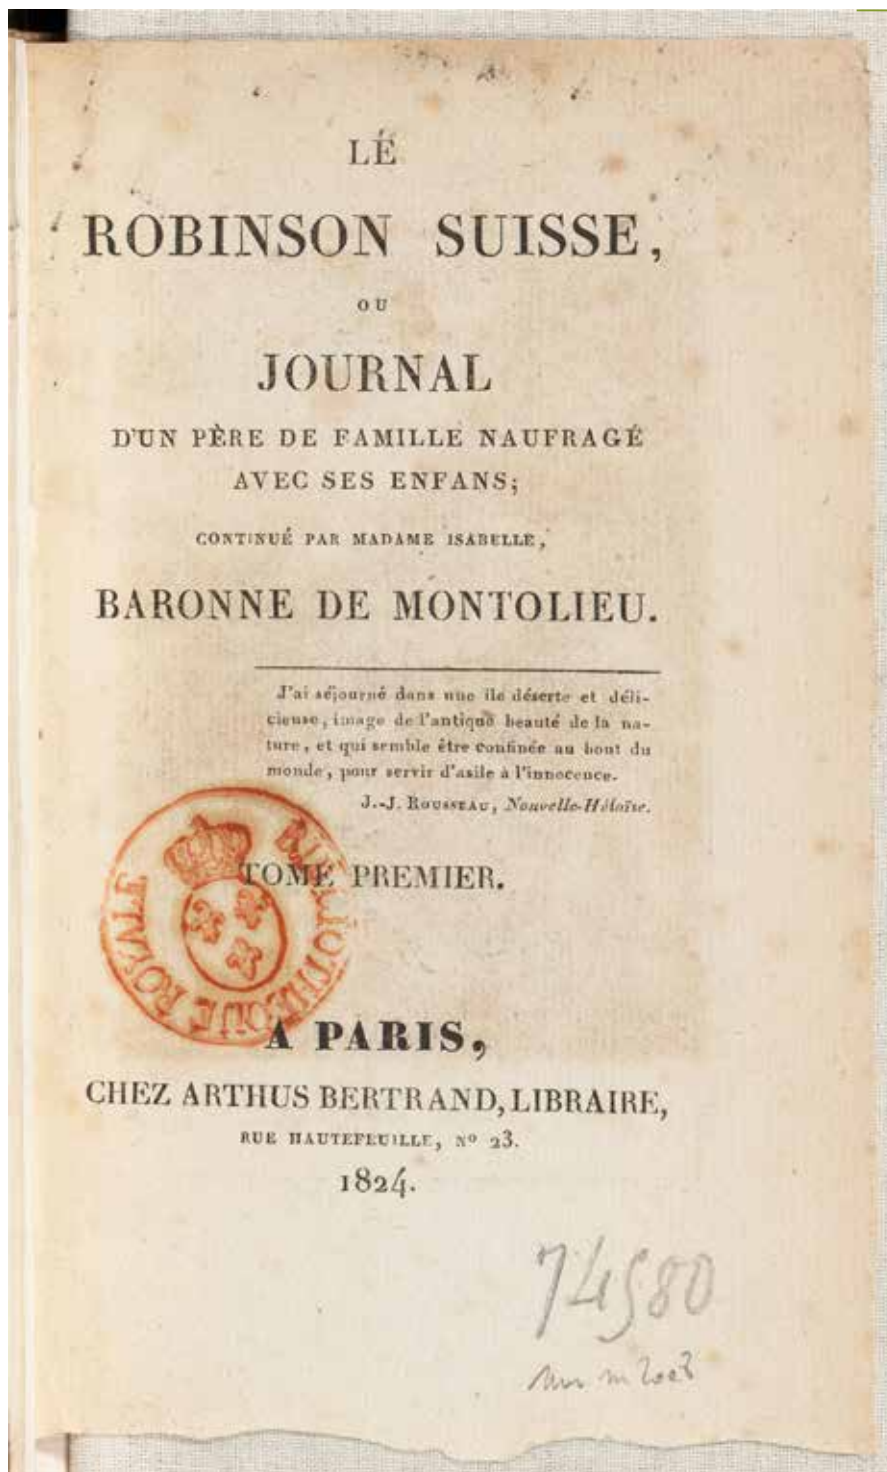 LE
ROBINSON SUISSE,
OU
JOURNAL
D'UN PÈRE DE FAMILLE NAUFRAGÉ
AVEC SES ENFANS;
CONTINUÉ PAR MADAME ISABELLE,
BARONNE DE MONTOLIEU.
J'ai séjourné dans une île déserte et déli-
cieuse, image de l'antique beauté de la na-
ture, et qui semble être confinée au bout du
monde, pour servir d'asile à l'innocence.
J.-J. ROUSSEAU, Nouvelle-Héloïse.
TOME PREMIER.
BIBLIOTHEQUE ROYALE
A PARIS,
CHEZ ARTHUS BERTRAND, LIBRAIRE,
RUE HAUTEFEUILLE, Nº 23.
1824.
74580